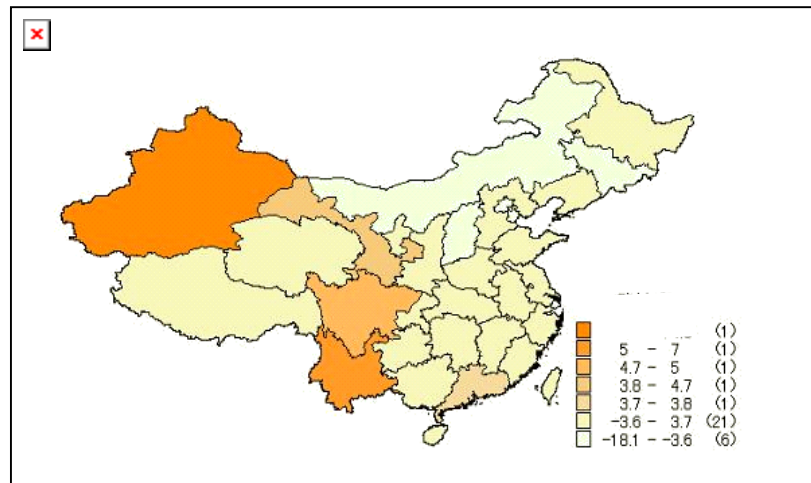 (1)
5 – 7 (1)
4.7 – 5 (1)
3.8 – 4.7 (1)
3.7 – 3.8 (1)
-3.6 – 3.7 (21)
-18.1 – -3.6 (6)